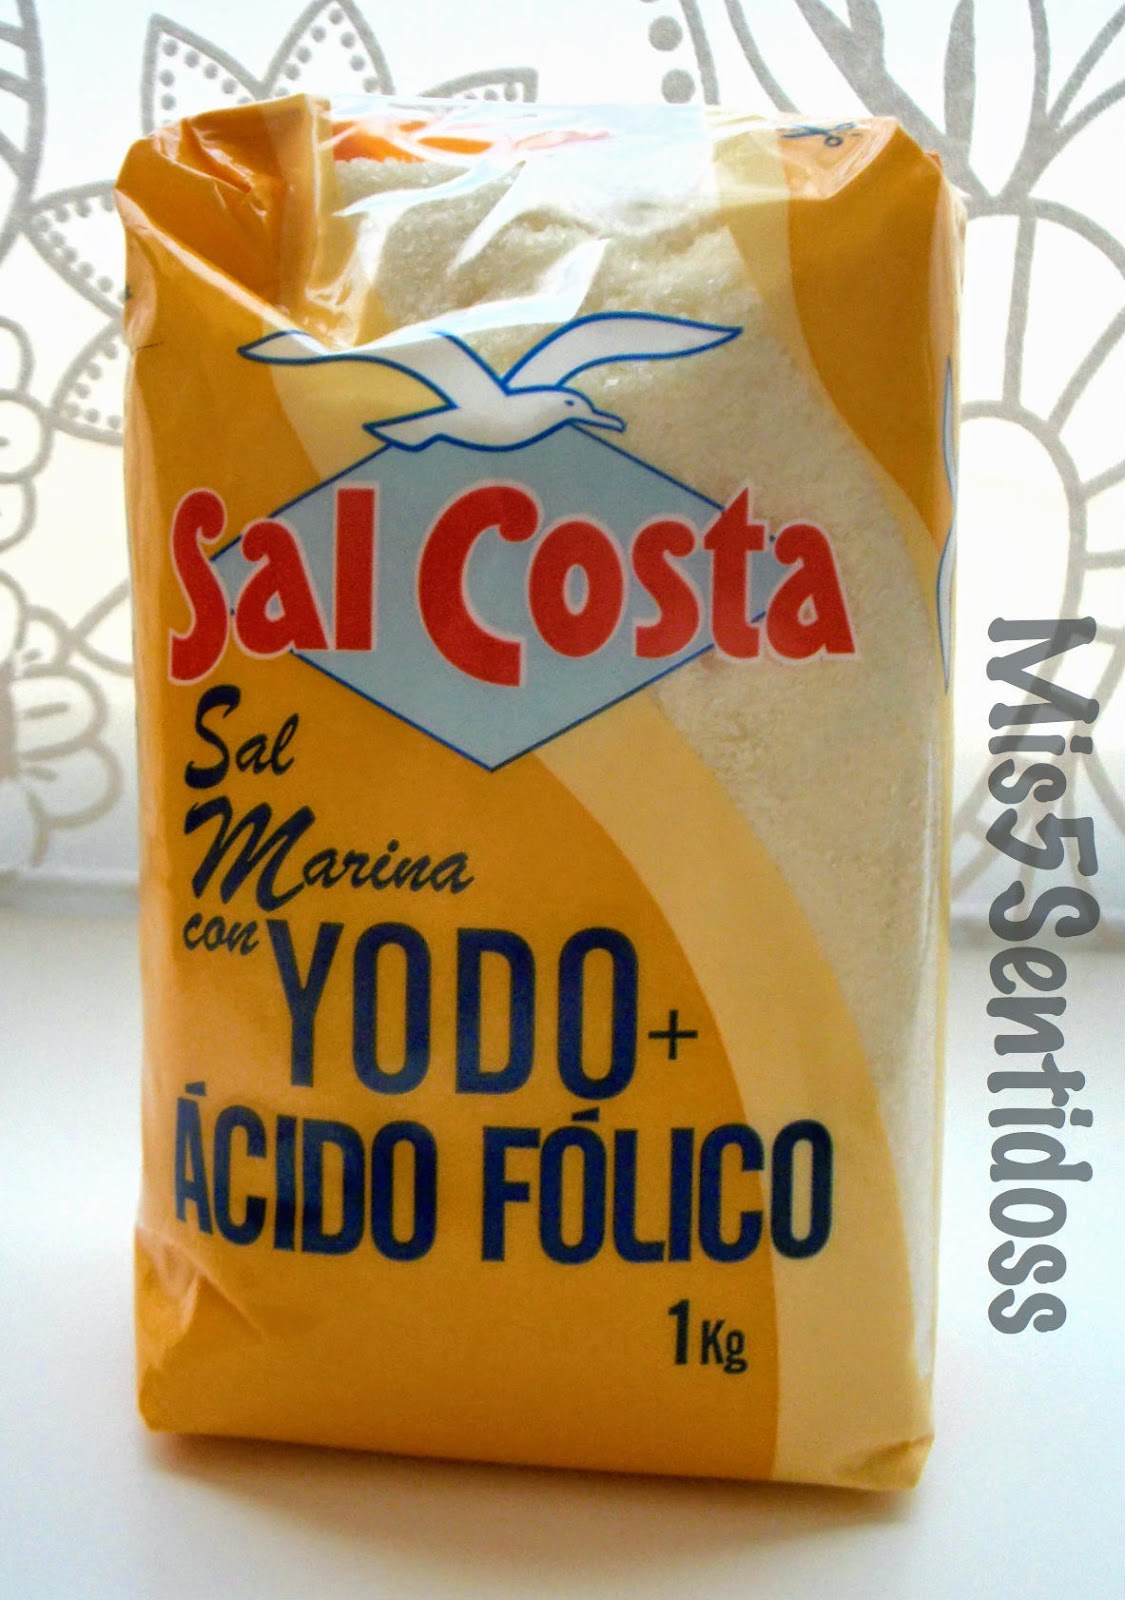 Sal Costa
Sal
Marina
con YODO+
ÁCIDO FÓLICO
1Kg
Mis5Sentidoss